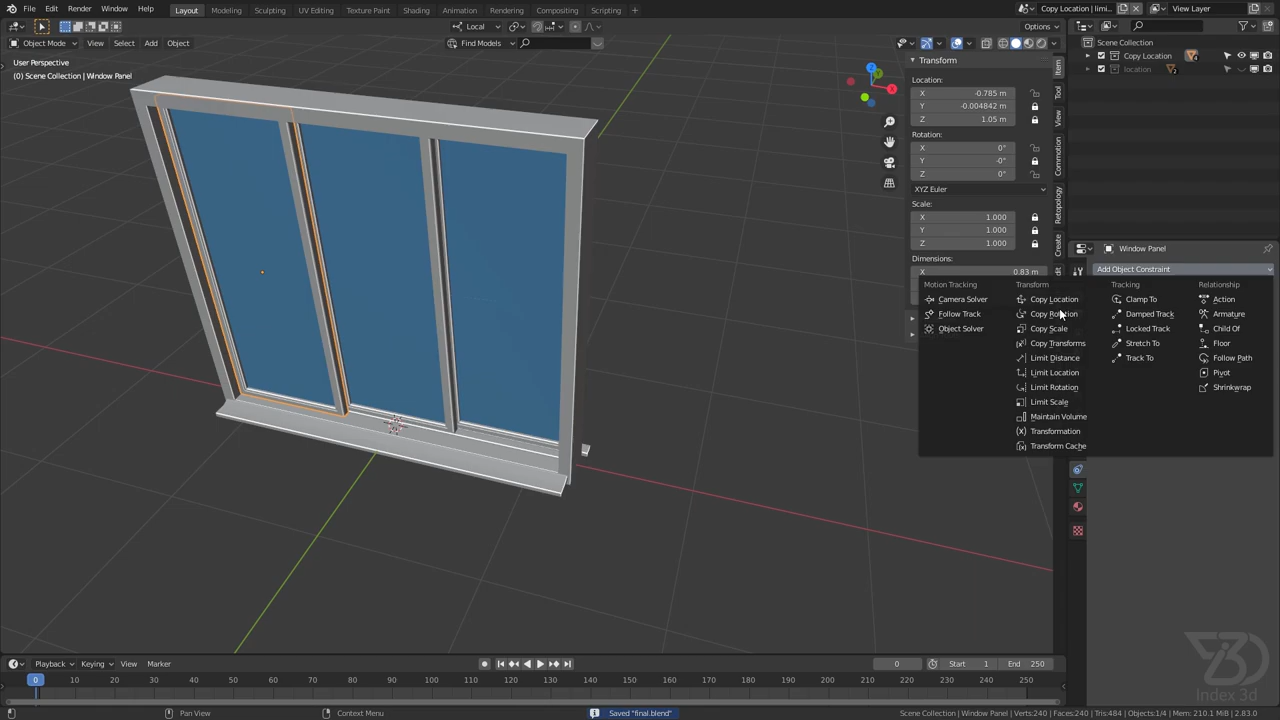 File Edit Render Window Help Layout Modeling Sculpting UV Editing Texture Paint Shading Animation Rendering Compositing Scripting + Copy Location | limi... View Layer
Local Options
Object Mode View Select Add Object Find Models
User Perspective
(0) Scene Collection | Window Panel
Transform
Location:
X -0.785 m
Y -0.004842 m
Z 1.05 m
Rotation:
X 0°
Y -0°
Z 0°
XYZ Euler
Scale:
X 1.000
Y 1.000
Z 1.000
Dimensions:
X 0.83 m
Item
Tool
View
Commotion
Retopology
Create
Scene Collection
Copy Location
location
Window Panel
Add Object Constraint
Motion Tracking
Camera Solver
Follow Track
Object Solver
Transform
Copy Location
Copy Rotation
Copy Scale
Copy Transforms
Limit Distance
Limit Location
Limit Rotation
Limit Scale
Maintain Volume
Transformation
Transform Cache
Tracking
Clamp To
Damped Track
Locked Track
Stretch To
Track To
Relationship
Action
Armature
Child Of
Floor
Follow Path
Pivot
Shrinkwrap
Playback Keying View Marker 0 Start 1 End 250
0 10 20 30 40 50 60 70 80 90 100 110 120 130 140 150 160 170 180 190 200 210 220 230 240 250
Pan View Context Menu Saved "final.blend" Scene Collection | Window Panel | Verts:240 | Faces:240 | Tris:484 | Objects:1/4 | Mem: 210.1 MiB | 2.83.0
Index 3d